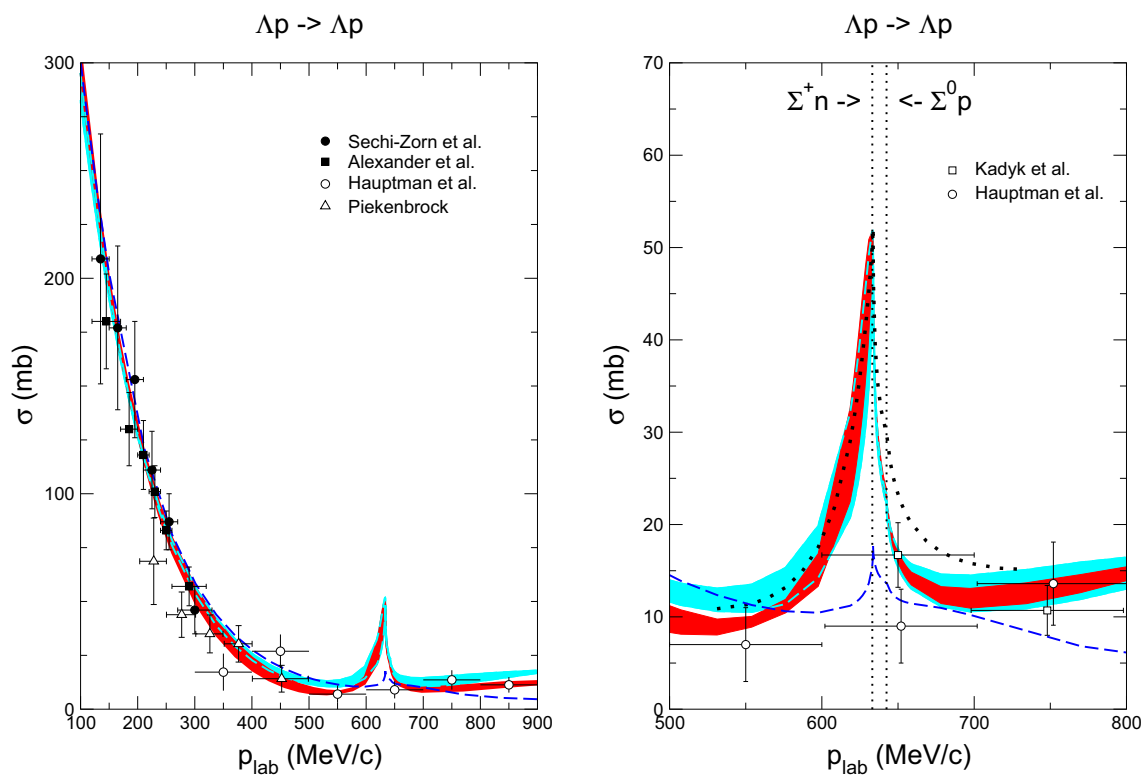 Λp -> Λp
300
200
100
0
σ (mb)
Sechi-Zorn et al.
Alexander et al.
Hauptman et al.
Piekenbrock
100 200 300 400 500 600 700 800 900
p_lab (MeV/c)
Λp -> Λp
70
60
50
40
30
20
10
0
σ (mb)
Σ⁺n -> <- Σ⁰p
Kadyk et al.
Hauptman et al.
500 600 700 800
p_lab (MeV/c)